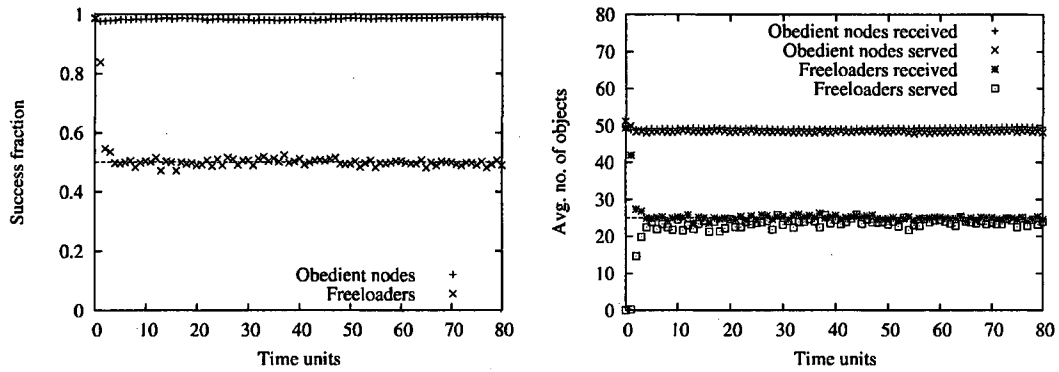 1
0.8
0.6
0.4
0.2
0
Success fraction
Obedient nodes
Freeloaders
0 10 20 30 40 50 60 70 80
Time units
80
70
60
50
40
30
20
10
0
Avg. no. of objects
Obedient nodes received
Obedient nodes served
Freeloaders received
Freeloaders served
0 10 20 30 40 50 60 70 80
Time units